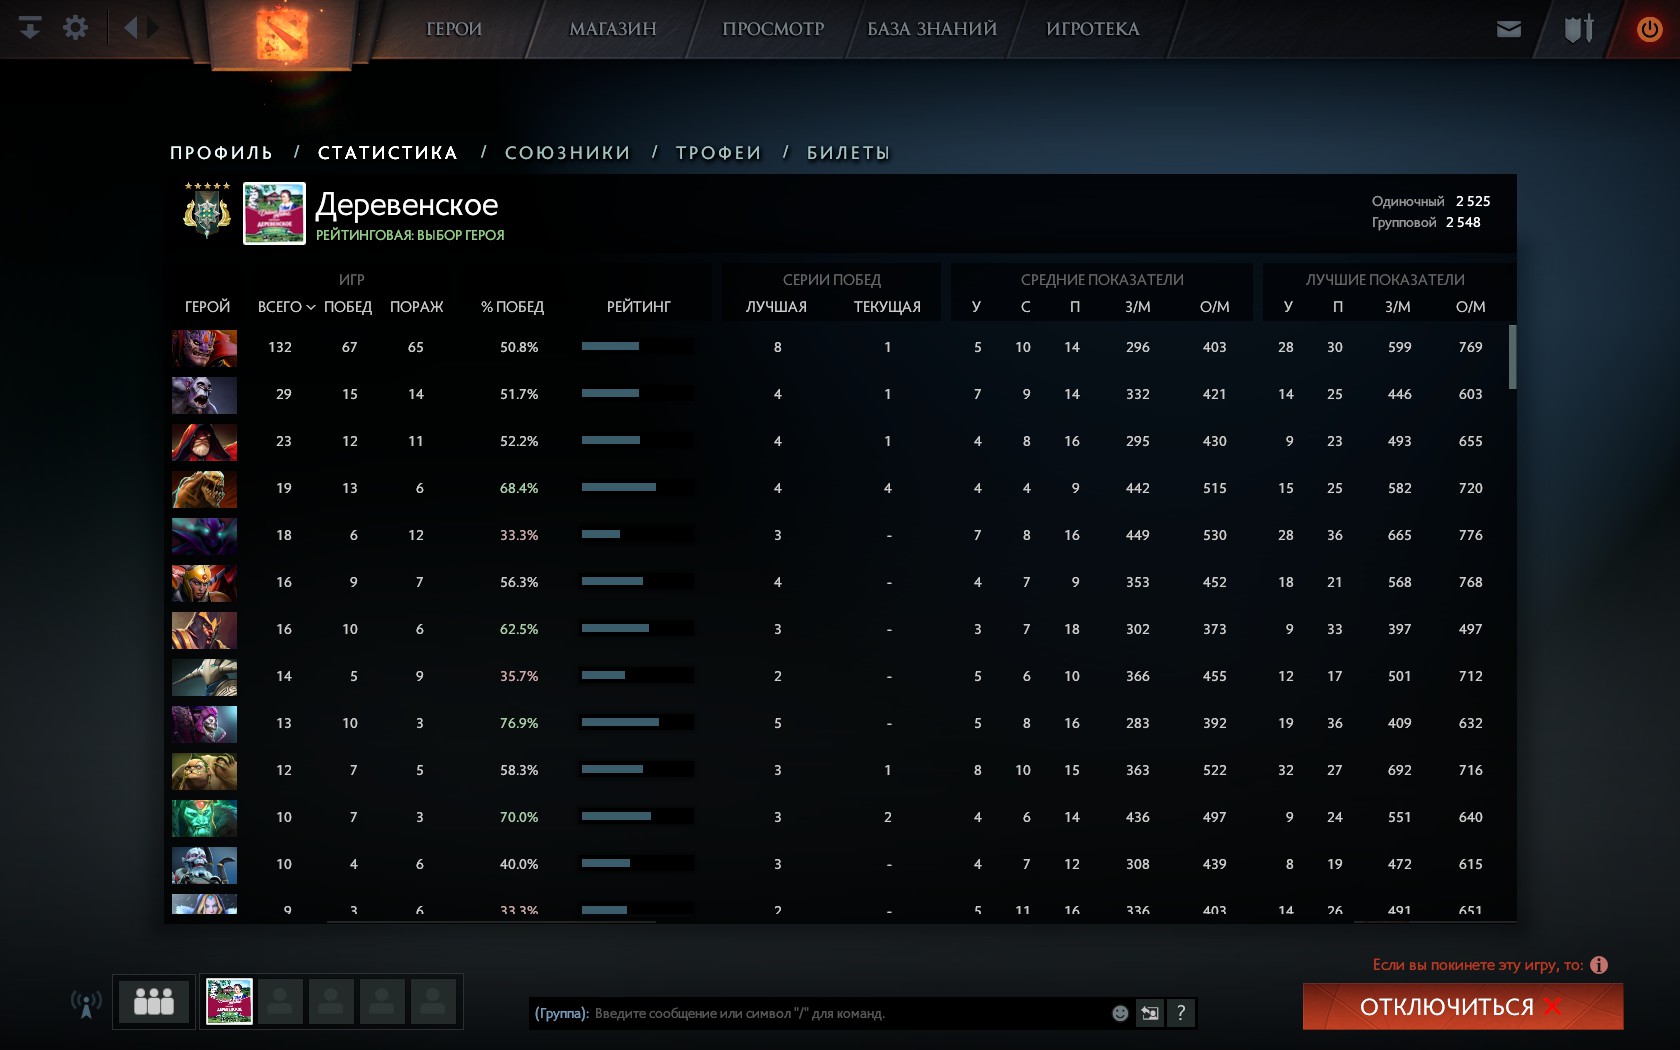 ГЕРОИ МАГАЗИН ПРОСМОТР БАЗА ЗНАНИЙ ИГРОТЕКА
ПРОФИЛЬ / СТАТИСТИКА / СОЮЗНИКИ / ТРОФЕИ / БИЛЕТЫ
Деревенское
РЕЙТИНГОВАЯ: ВЫБОР ГЕРОЯ
Одиночный 2 525
Групповой 2 548
ИГР СЕРИИ ПОБЕД СРЕДНИЕ ПОКАЗАТЕЛИ ЛУЧШИЕ ПОКАЗАТЕЛИ
ГЕРОЙ ВСЕГО ПОБЕД ПОРАЖ % ПОБЕД РЕЙТИНГ ЛУЧШАЯ ТЕКУЩАЯ У С П З/М О/М У П З/М О/М
132 67 65 50.8% 8 1 5 10 14 296 403 28 30 599 769
29 15 14 51.7% 4 1 7 9 14 332 421 14 25 446 603
23 12 11 52.2% 4 1 4 8 16 295 430 9 23 493 655
19 13 6 68.4% 4 4 4 4 9 442 515 15 25 582 720
18 6 12 33.3% 3 - 7 8 16 449 530 28 36 665 776
16 9 7 56.3% 4 - 4 7 9 353 452 18 21 568 768
16 10 6 62.5% 3 - 3 7 18 302 373 9 33 397 497
14 5 9 35.7% 2 - 5 6 10 366 455 12 17 501 712
13 10 3 76.9% 5 - 5 8 16 283 392 19 36 409 632
12 7 5 58.3% 3 1 8 10 15 363 522 32 27 692 716
10 7 3 70.0% 3 2 4 6 14 436 497 9 24 551 640
10 4 6 40.0% 3 - 4 7 12 308 439 8 19 472 615
9 3 6 33.3% 2 - 5 11 16 336 403 14 26 491 651
Если вы покинете эту игру, то: i
(Группа): Введите сообщение или символ "/" для команд. ?
ОТКЛЮЧИТЬСЯ